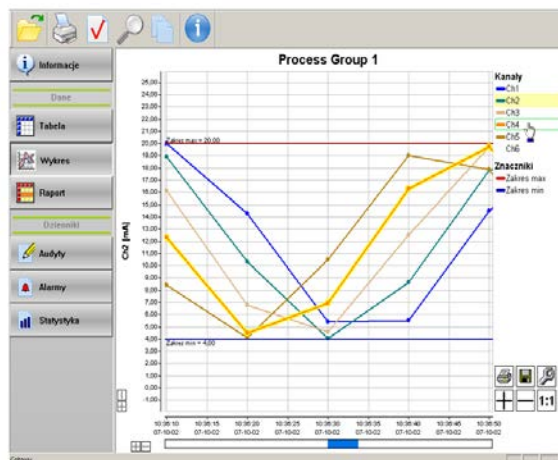 Process Group 1
Informacje
Dane
Tabela
Wykres
Raport
Dzienniki
Audyty
Alarmy
Statystyka
Ch2 [mA]
25,00
24,00
23,00
22,00
21,00
20,00
19,00
18,00
17,00
16,00
15,00
14,00
13,00
12,00
11,00
10,00
9,00
8,00
7,00
6,00
5,00
4,00
3,00
2,00
1,00
0,00
-1,00
Zakres max = 20,00
Zakres min = 4,00
10:36:10 10:36:15 10:36:20 10:36:25 10:36:30 10:36:35 10:36:40 10:36:45 10:36:50
07-10-02 07-10-02 07-10-02 07-10-02 07-10-02 07-10-02 07-10-02 07-10-02 07-10-02
Kanały
Ch1
Ch2
Ch3
Ch4
Ch5
Ch6
Znaczniki
Zakres max
Zakres min
1:1